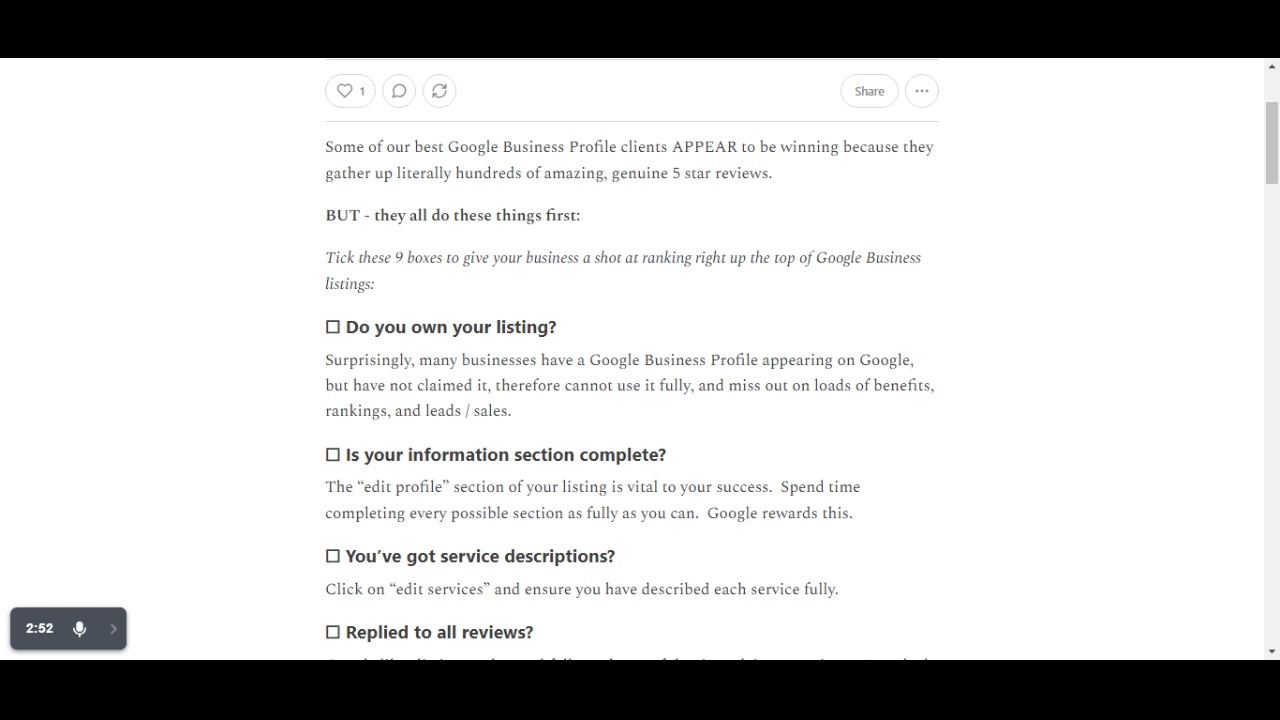 1
Share
Some of our best Google Business Profile clients APPEAR to be winning because they
gather up literally hundreds of amazing, genuine 5 star reviews.
BUT - they all do these things first:
Tick these 9 boxes to give your business a shot at ranking right up the top of Google Business
listings:
☐ Do you own your listing?
Surprisingly, many businesses have a Google Business Profile appearing on Google,
but have not claimed it, therefore cannot use it fully, and miss out on loads of benefits,
rankings, and leads / sales.
☐ Is your information section complete?
The “edit profile” section of your listing is vital to your success.  Spend time
completing every possible section as fully as you can.  Google rewards this.
☐ You’ve got service descriptions?
Click on “edit services” and ensure you have described each service fully.
2:52
☐ Replied to all reviews?